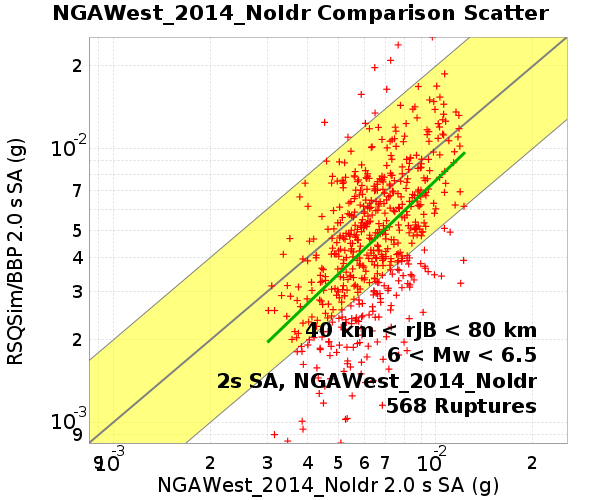 NGAWest_2014_NoIdr Comparison Scatter
RSQSim/BBP 2.0 s SA (g)
2
10-2
7
5
4
3
2
10-3
9
40 km < rJB < 80 km
6 < Mw < 6.5
2s SA, NGAWest_2014_NoIdr
568 Ruptures
9 10-3 2 3 4 5 6 7 10-2 2
NGAWest_2014_NoIdr 2.0 s SA (g)